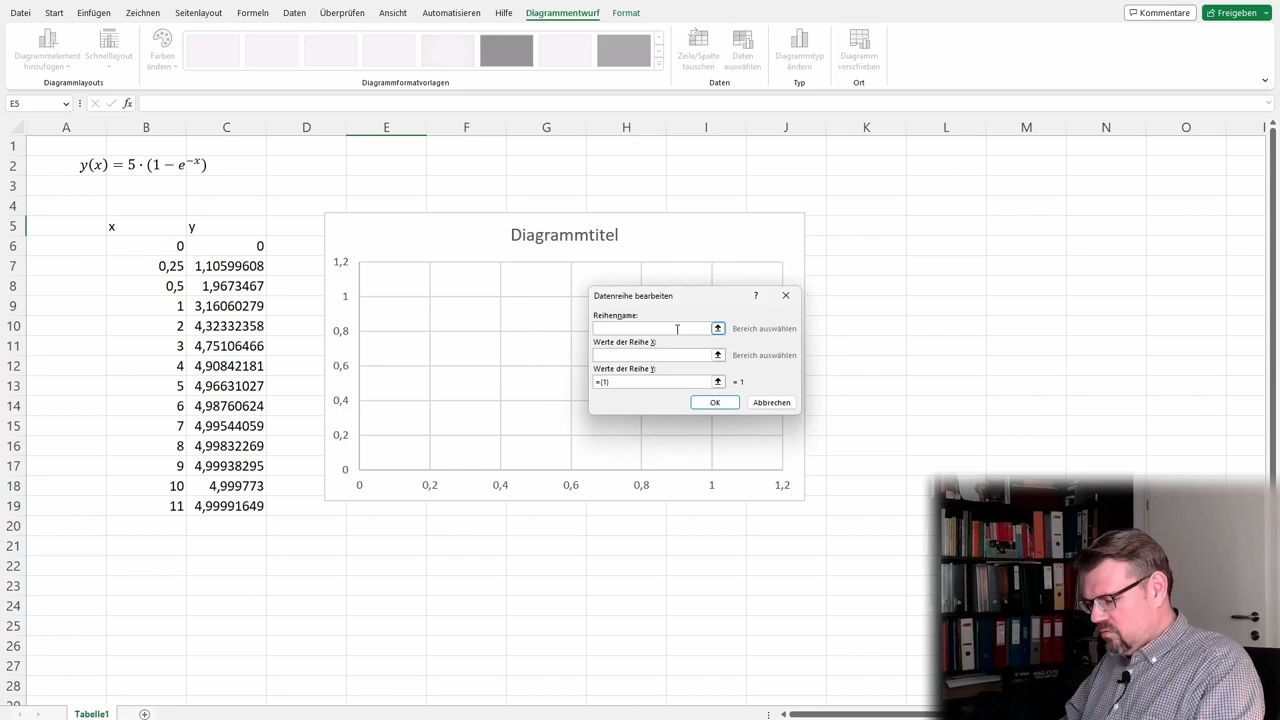 Datei Start Einfügen Zeichnen Seitenlayout Formeln Daten Überprüfen Ansicht Automatisieren Hilfe Diagrammentwurf Format Kommentare Freigeben
Diagrammelement hinzufügen
Schnelllayout
Farben ändern
Zeile/Spalte tauschen
Daten auswählen
Diagrammtyp ändern
Diagramm verschieben
Diagrammlayouts Diagrammformatvorlagen Daten Typ Ort
E5 fx
A B C D E F G H I J K L M N O
1
2 y(x) = 5 · (1 − e^{−x})
3
4
5 x y
6 0 0
7 0,25 1,10599608
8 0,5 1,9673467
9 1 3,16060279
10 2 4,32332358
11 3 4,75106466
12 4 4,90842181
13 5 4,96631027
14 6 4,98760624
15 7 4,99544059
16 8 4,99832269
17 9 4,99938295
18 10 4,999773
19 11 4,99991649
20
21
22
23
24
25
26
27
28
Diagrammtitel
1,2
1
0,8
0,6
0,4
0,2
0
0 0,2 0,4 0,6 0,8 1 1,2
Datenreihe bearbeiten ?
Reihenname:
Bereich auswählen
Werte der Reihe X:
Bereich auswählen
Werte der Reihe Y:
={1} = 1
OK Abbrechen
Tabelle1